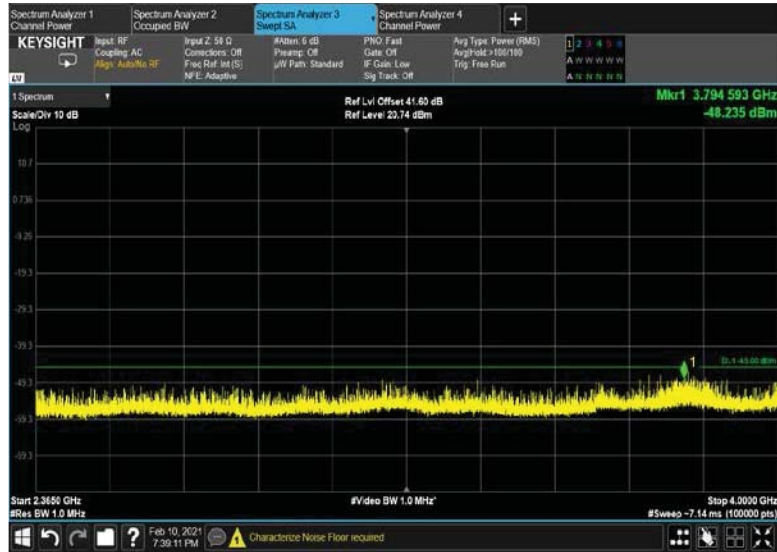 Spectrum Analyzer 1
Channel Power
Spectrum Analyzer 2
Occupied BW
Spectrum Analyzer 3
Swept SA
Spectrum Analyzer 4
Channel Power
+
KEYSIGHT
Input: RF
Coupling: AC
Align: Auto/No RF
Input Z: 50 Ω
Corrections: Off
Freq Ref: Int (S)
NFE: Adaptive
#Atten: 6 dB
Preamp: Off
µW Path: Standard
PNO: Fast
Gate: Off
IF Gain: Low
Sig Track: Off
Avg Type: Power (RMS)
Avg|Hold:>100/100
Trig: Free Run
1 2 3 4 5 6
A W W W W W
A N N N N N
1 Spectrum
Scale/Div 10 dB
Log
Ref Lvl Offset 41.60 dB
Ref Level 20.74 dBm
Mkr1 3.794 593 GHz
-48.235 dBm
10.7
0.736
-9.26
-19.3
-29.3
-39.3
1
DL1 -45.00 dBm
-49.3
-59.3
-69.3
Start 2.3650 GHz
#Res BW 1.0 MHz
#Video BW 1.0 MHz*
Stop 4.0000 GHz
#Sweep ~7.14 ms (100000 pts)
?
Feb 10, 2021
7:39:11 PM
Characterize Noise Floor required